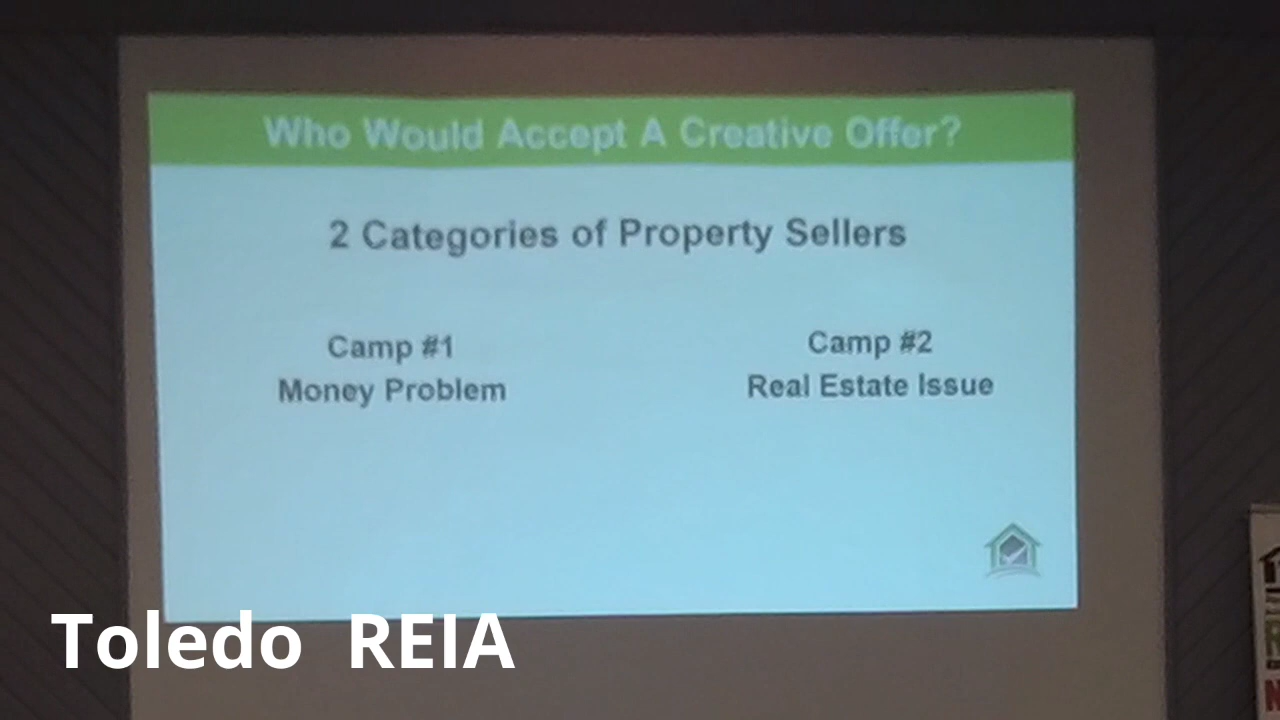 Who Would Accept A Creative Offer?
2 Categories of Property Sellers
Camp #1
Money Problem
Camp #2
Real Estate Issue
Toledo REIA